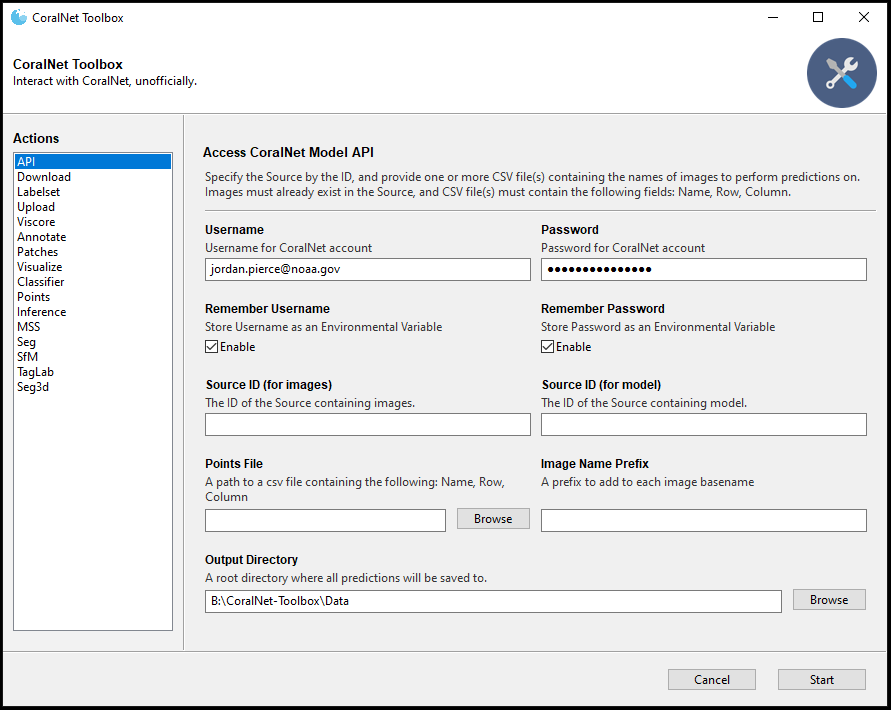 CoralNet Toolbox
CoralNet Toolbox
Interact with CoralNet, unofficially.
Actions
API
Download
Labelset
Upload
Viscore
Annotate
Patches
Visualize
Classifier
Points
Inference
MSS
Seg
SfM
TagLab
Seg3d
Access CoralNet Model API
Specify the Source by the ID, and provide one or more CSV file(s) containing the names of images to perform predictions on.
Images must already exist in the Source, and CSV file(s) must contain the following fields: Name, Row, Column.
Username
Username for CoralNet account
jordan.pierce@noaa.gov
Password
Password for CoralNet account
●●●●●●●●●●●●●●●
Remember Username
Store Username as an Environmental Variable
Enable
Remember Password
Store Password as an Environmental Variable
Enable
Source ID (for images)
The ID of the Source containing images.
Source ID (for model)
The ID of the Source containing model.
Points File
A path to a csv file containing the following: Name, Row,
Column
Browse
Image Name Prefix
A prefix to add to each image basename
Output Directory
A root directory where all predictions will be saved to.
B:\CoralNet-Toolbox\Data
Browse
Cancel
Start